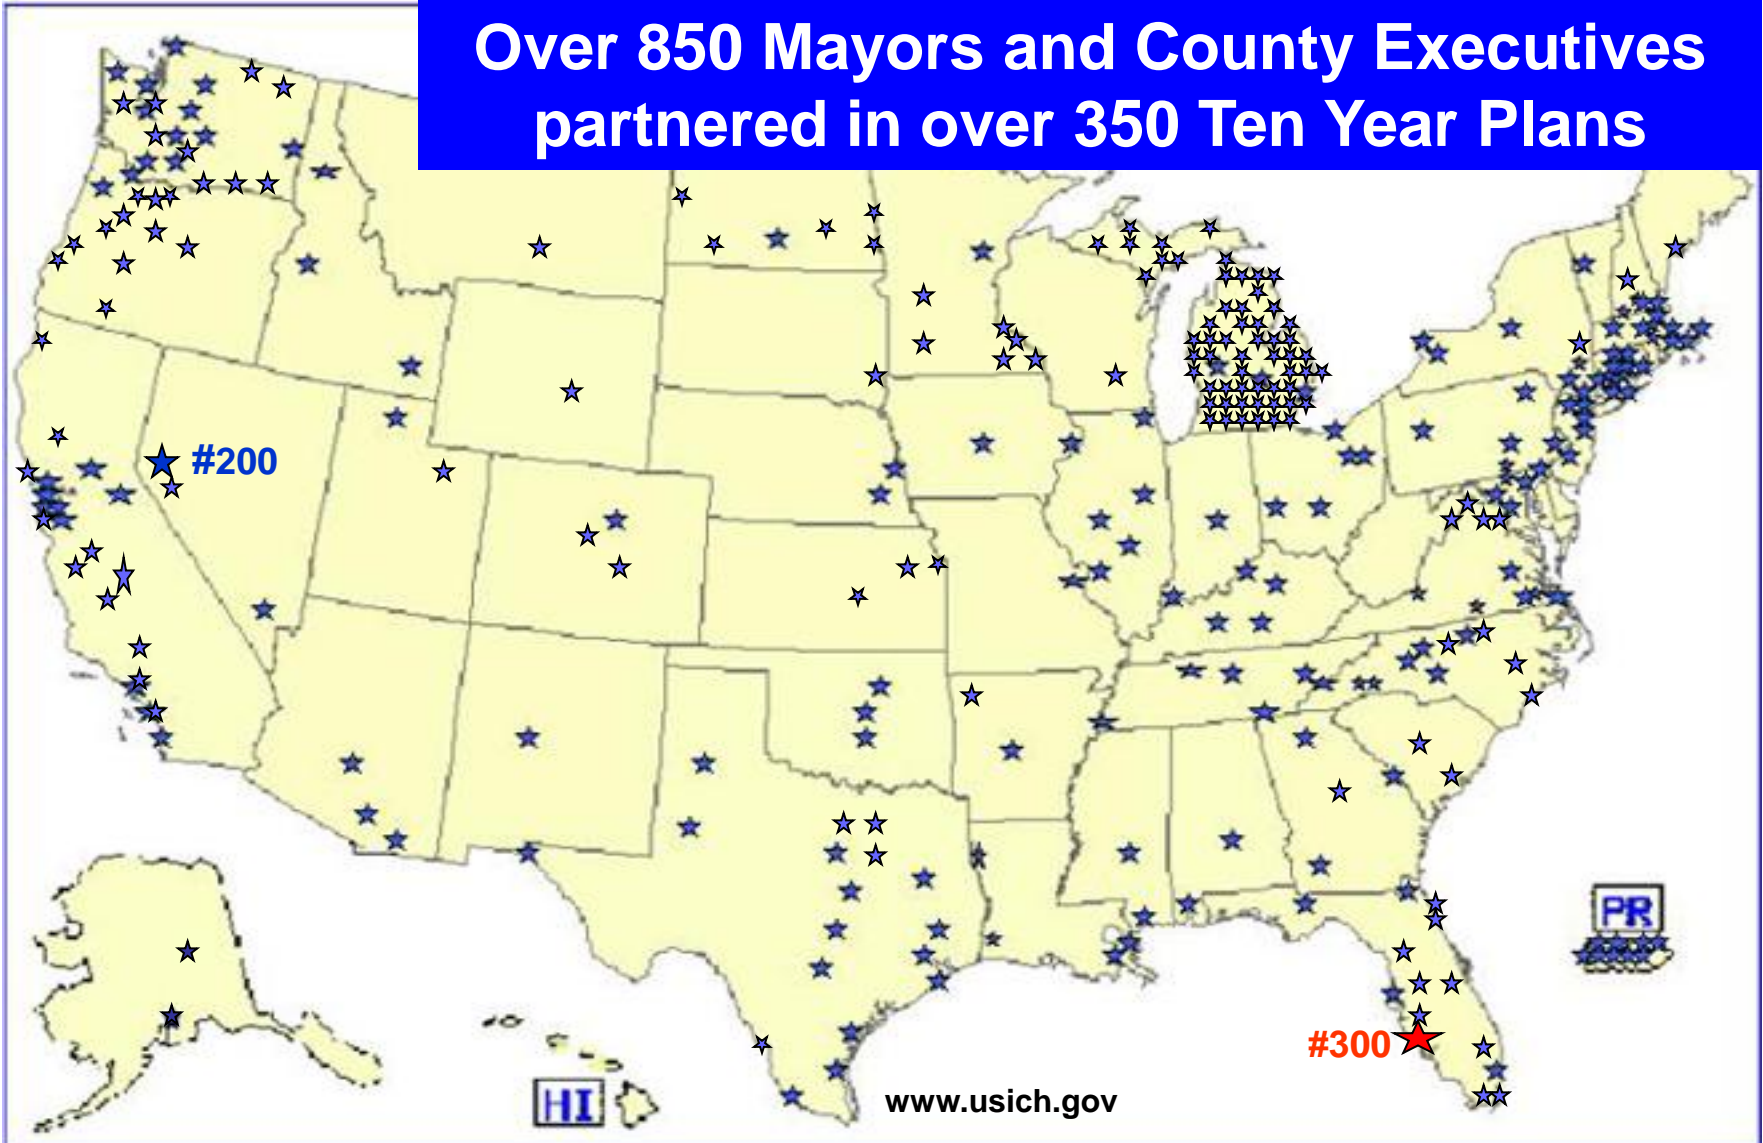 Over 850 Mayors and County Executives
partnered in over 350 Ten Year Plans
#200
PR
#300
HI
www.usich.gov